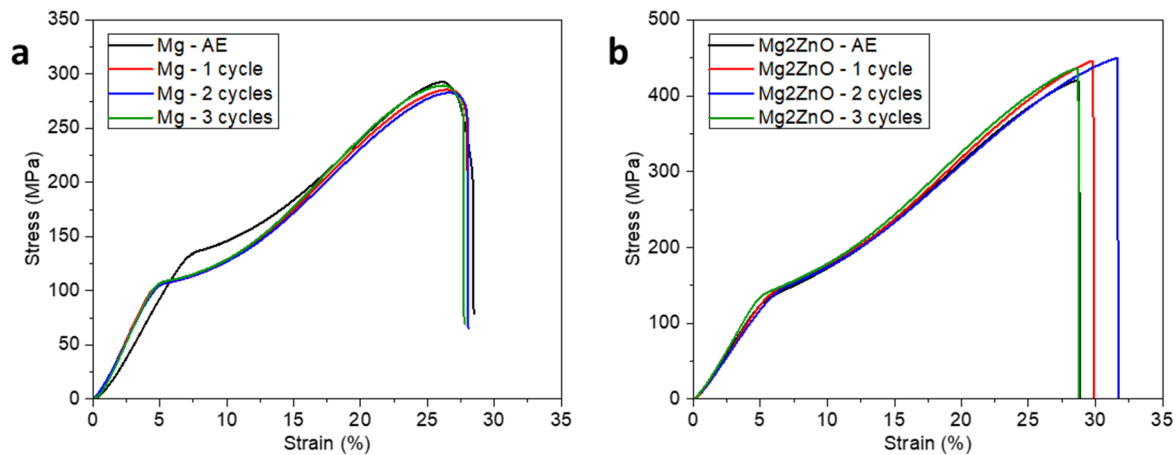 a
Mg - AE
Mg - 1 cycle
Mg - 2 cycles
Mg - 3 cycles
350
300
250
200
150
100
50
0
Stress (MPa)
0 5 10 15 20 25 30 35
Strain (%)
b
Mg2ZnO - AE
Mg2ZnO - 1 cycle
Mg2ZnO - 2 cycles
Mg2ZnO - 3 cycles
500
400
300
200
100
0
Stress (MPa)
0 5 10 15 20 25 30 35
Strain (%)